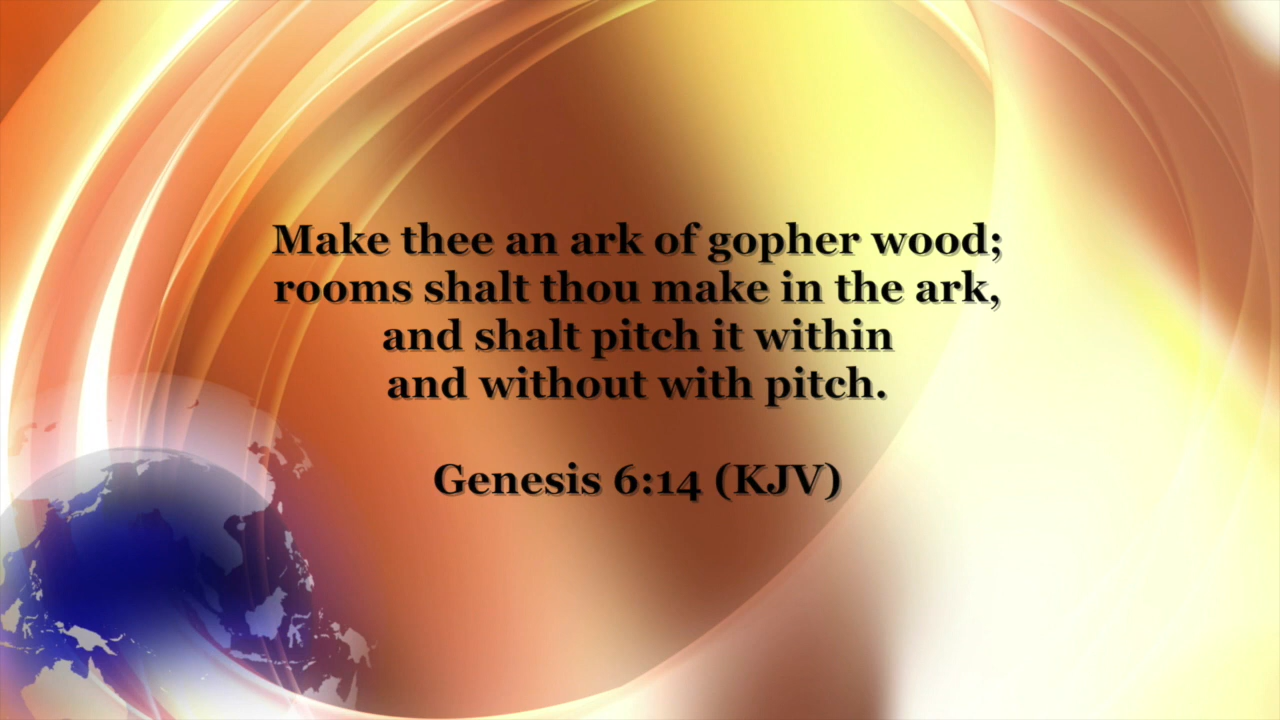 Make thee an ark of gopher wood;
rooms shalt thou make in the ark,
and shalt pitch it within
and without with pitch.
Genesis 6:14 (KJV)